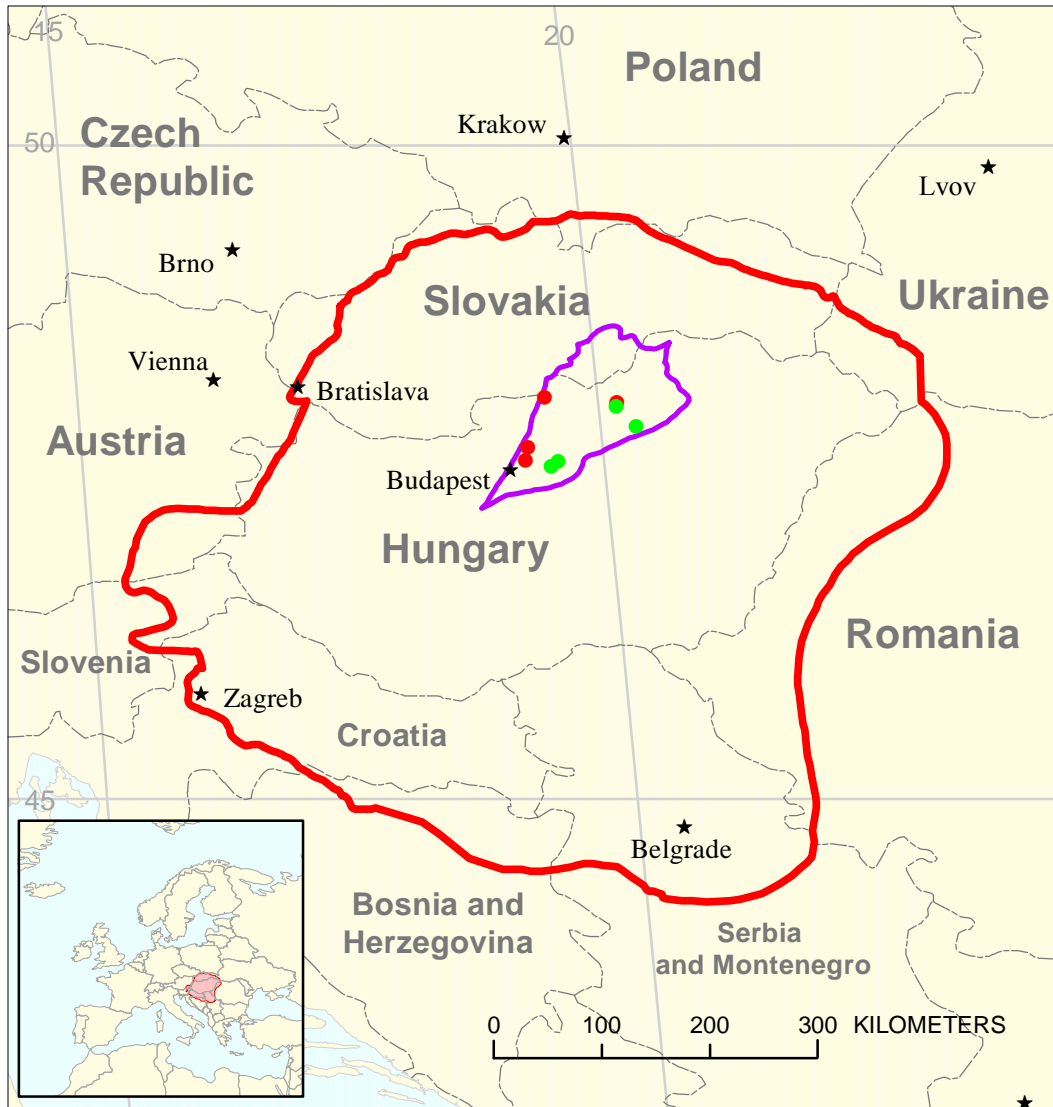 15
20
Poland
Krakow
Czech
Republic
50
Lvov
Brno
Ukraine
Slovakia
Vienna
Bratislava
Austria
Budapest
Hungary
Romania
Slovenia
Zagreb
Croatia
45
Belgrade
Bosnia and
Herzegovina
Serbia
and Montenegro
0 100 200 300 KILOMETERS